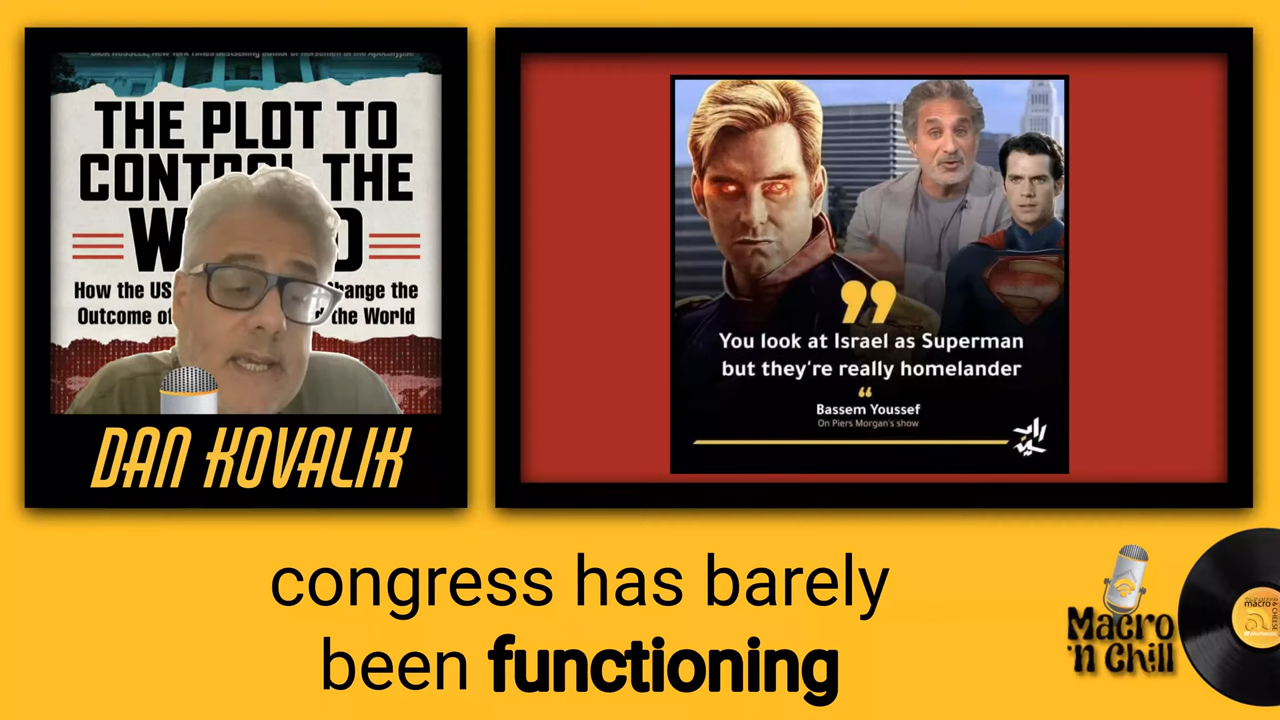 THE PLOT TO
THE
W D
How the US hange the
Outcome of d the World
DAN KOVALIK
You look at Israel as Superman
but they're really homelander
Bassem Youssef
On Piers Morgan's show
congress has barely
been functioning
Macro
'N Chill
macro